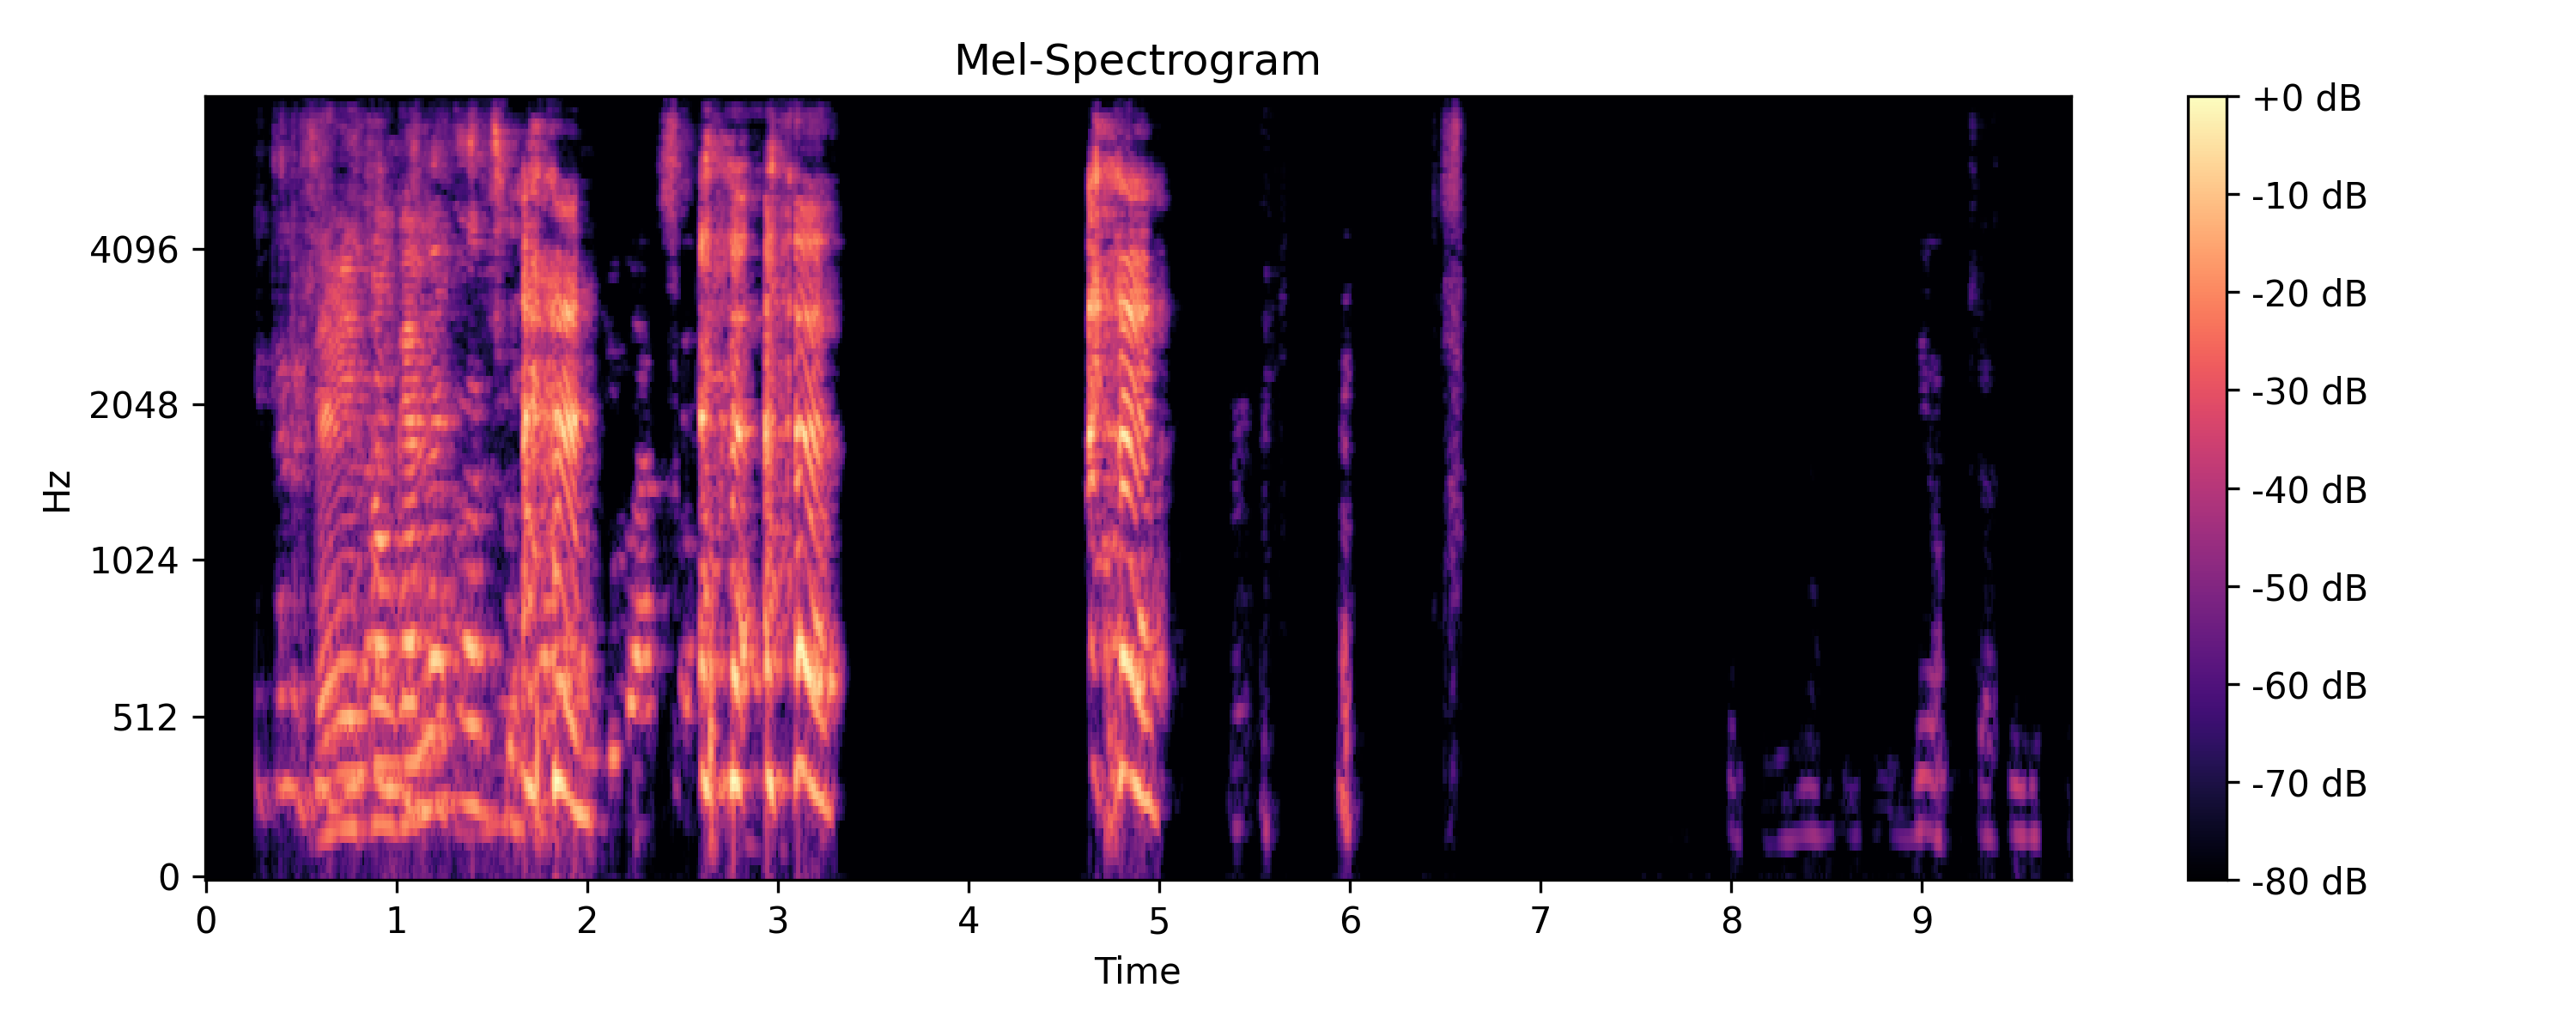 Mel-Spectrogram
+0 dB
-10 dB
-20 dB
-30 dB
-40 dB
-50 dB
-60 dB
-70 dB
-80 dB
4096
2048
1024
512
0
Hz
0 1 2 3 4 5 6 7 8 9
Time